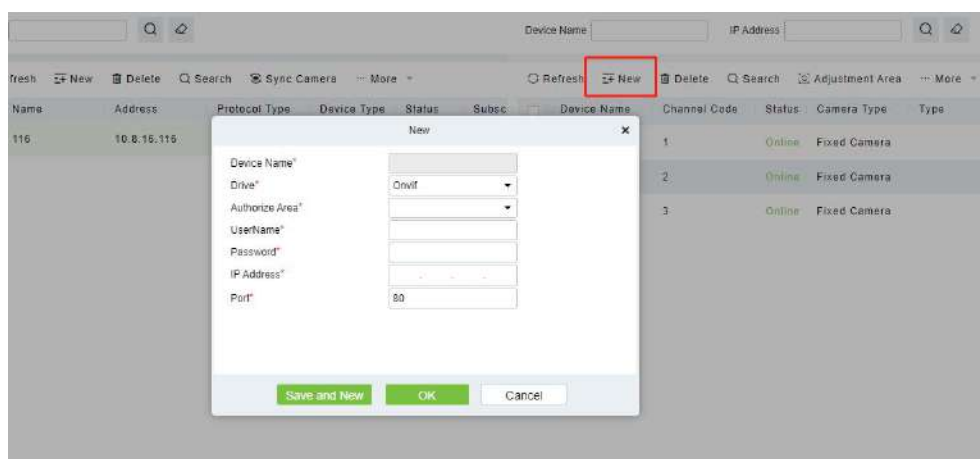 Device Name IP Address
fresh New Delete Search Sync Camera ··· More Refresh New Delete Search Adjustment Area ··· More
Name Address Protocol Type Device Type Status Subsc Device Name Channel Code Status Camera Type Type
116 10.8.15.116 1 Online Fixed Camera
2 Online Fixed Camera
3 Online Fixed Camera
New ×
Device Name*
Drive* Onvif
Authorize Area*
UserName*
Password*
IP Address* . . .
Port* 80
Save and New OK Cancel